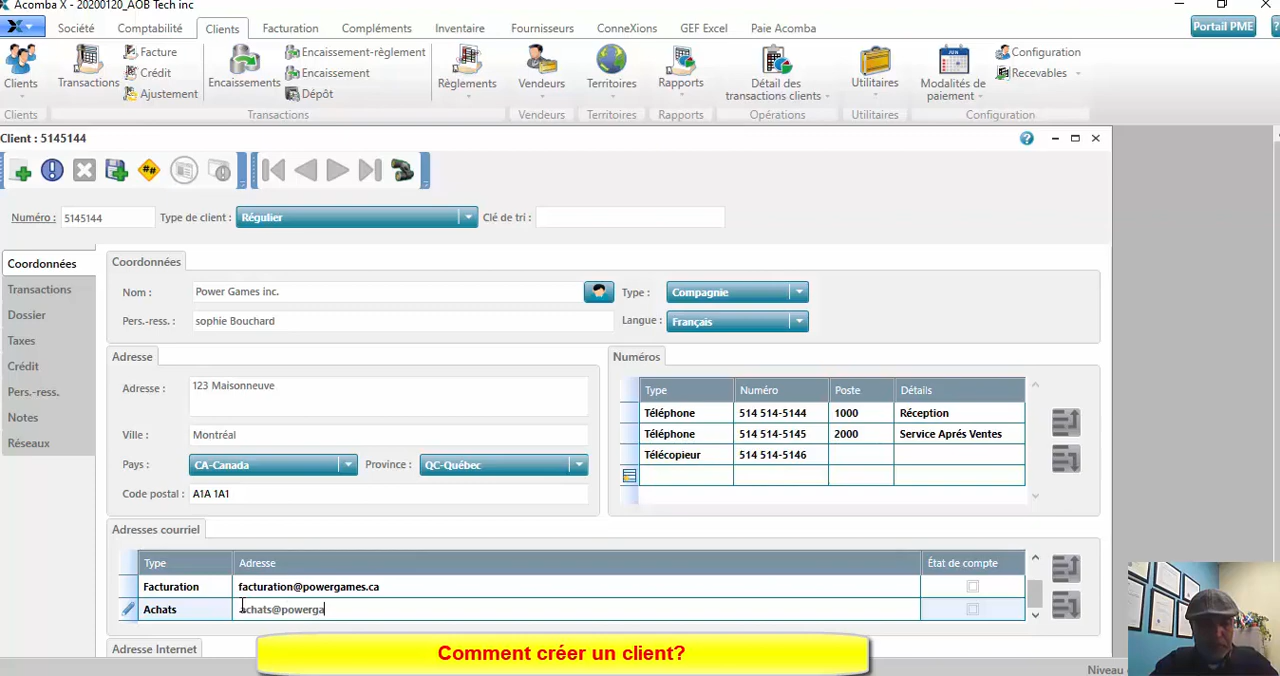 Acomba X - 20200120_AOB Tech inc
Société Comptabilité Clients Facturation Compléments Inventaire Fournisseurs ConneXions GEF Excel Paie Acomba Portail PME ?
Clients Transactions Facture Crédit Ajustement Encaissements Encaissement-règlement Encaissement Dépôt Règlements Vendeurs Territoires Rapports Détail des transactions clients Utilitaires Modalités de paiement Configuration Recevables
Clients Transactions Vendeurs Territoires Rapports Opérations Utilitaires Configuration
Client : 5145144
Numéro : 5145144 Type de client : Régulier Clé de tri :
Coordonnées
Transactions
Dossier
Taxes
Crédit
Pers.-ress.
Notes
Réseaux
Coordonnées
Nom : Power Games inc. Type : Compagnie
Pers.-ress. : sophie Bouchard Langue : Français
Adresse
Adresse : 123 Maisonneuve
Ville : Montréal
Pays : CA-Canada Province : QC-Québec
Code postal : A1A 1A1
Numéros
Type Numéro Poste Détails
Téléphone 514 514-5144 1000 Réception
Téléphone 514 514-5145 2000 Service Aprés Ventes
Télécopieur 514 514-5146
Adresses courriel
Type Adresse État de compte
Facturation facturation@powergames.ca
Achats achats@powerga
Adresse Internet
Comment créer un client?
Niveau